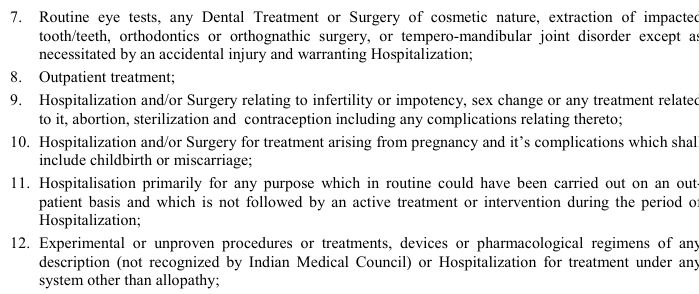 7. Routine eye tests, any Dental Treatment or Surgery of cosmetic nature, extraction of impacted
tooth/teeth, orthodontics or orthognathic surgery, or tempero-mandibular joint disorder except as
necessitated by an accidental injury and warranting Hospitalization;
8. Outpatient treatment;
9. Hospitalization and/or Surgery relating to infertility or impotency, sex change or any treatment related
to it, abortion, sterilization and contraception including any complications relating thereto;
10. Hospitalization and/or Surgery for treatment arising from pregnancy and it's complications which shall
include childbirth or miscarriage;
11. Hospitalisation primarily for any purpose which in routine could have been carried out on an out-
patient basis and which is not followed by an active treatment or intervention during the period of
Hospitalization;
12. Experimental or unproven procedures or treatments, devices or pharmacological regimens of any
description (not recognized by Indian Medical Council) or Hospitalization for treatment under any
system other than allopathy;